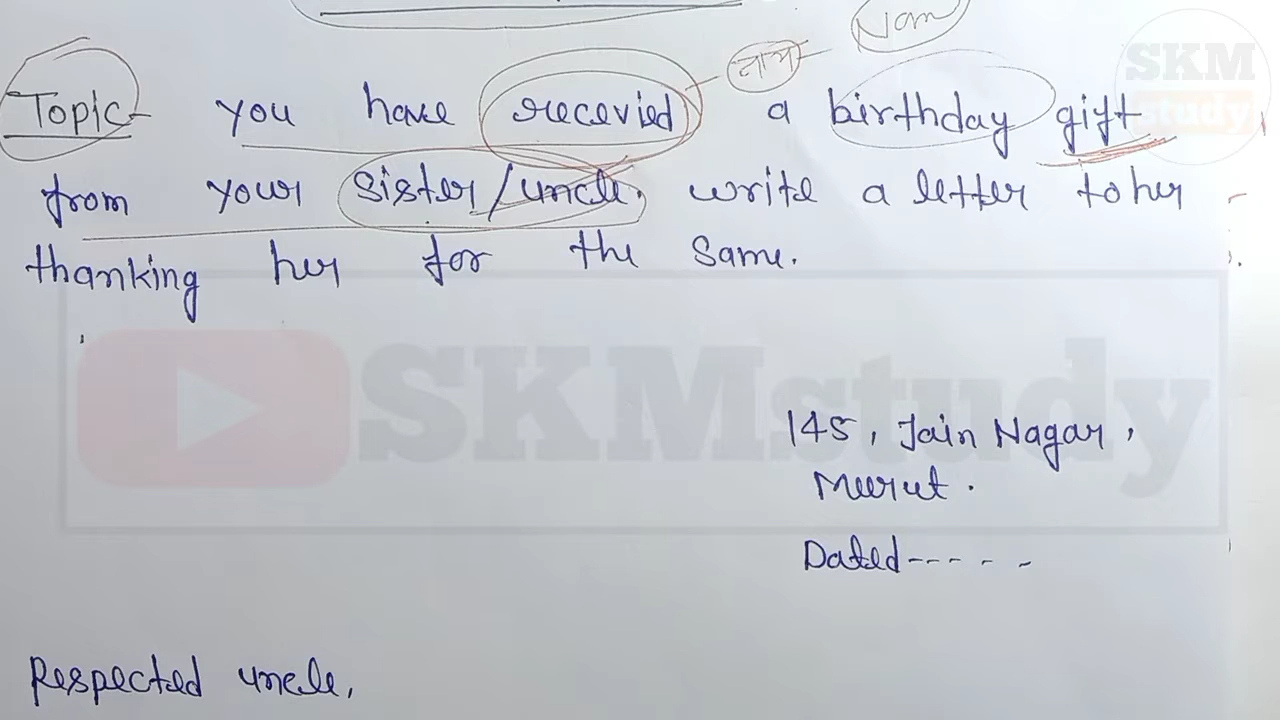 Nam
नाम
SKM
study
Topic- you have recevied a birthday gift
from your sister/uncle. write a letter to her
thanking her for the same.
SKMstudy
145, Jain Nagar,
Meerut.
Dated-----
Respected uncle,